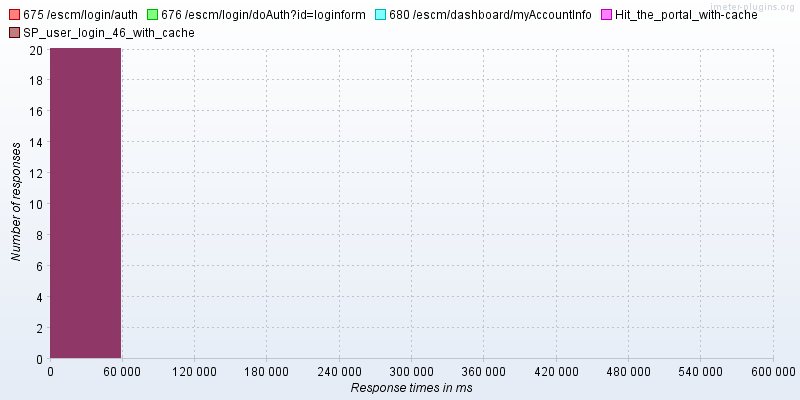 jmeter-plugins.org
675 /escm/login/auth 676 /escm/login/doAuth?id=loginform 680 /escm/dashboard/myAccountInfo Hit_the_portal_with-cache
SP_user_login_46_with_cache
20
18
16
14
12
10
8
6
4
2
0
Number of responses
0 60 000 120 000 180 000 240 000 300 000 360 000 420 000 480 000 540 000 600 000
Response times in ms